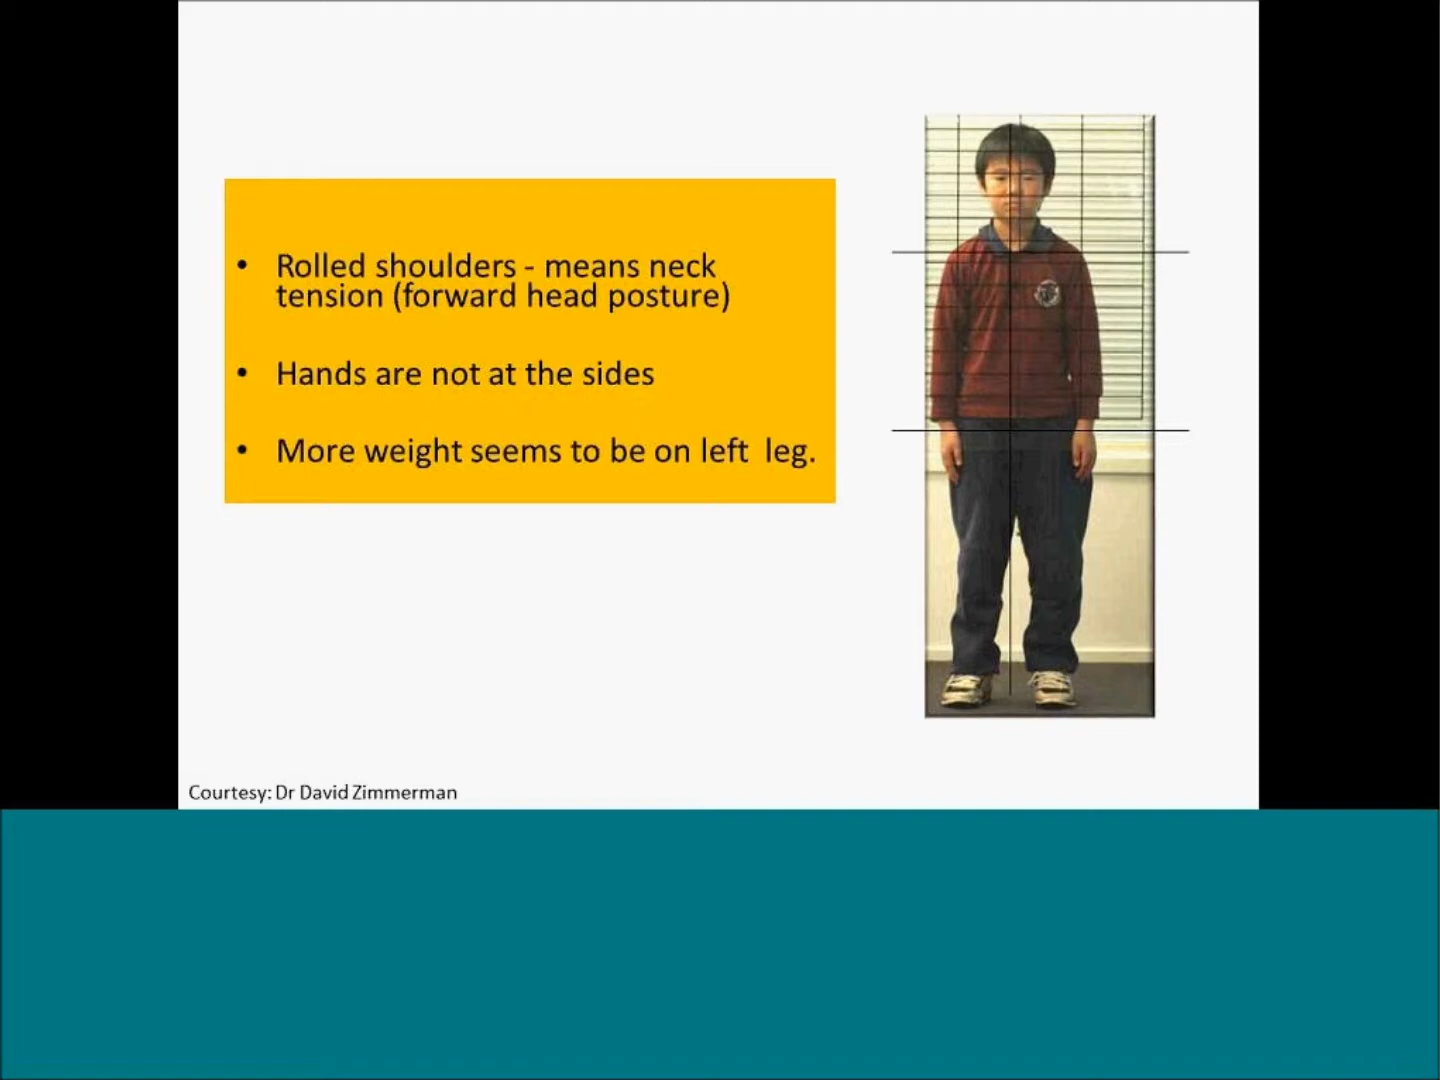 • Rolled shoulders - means neck
tension (forward head posture)
• Hands are not at the sides
• More weight seems to be on left  leg.
Courtesy: Dr David Zimmerman